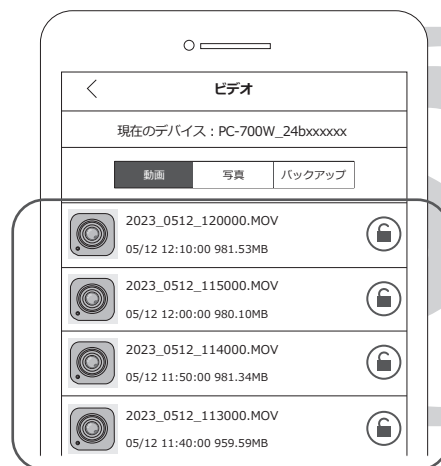 ビデオ
現在のデバイス：PC-700W_24bxxxxxx
動画 写真 バックアップ
2023_0512_120000.MOV
05/12 12:10:00 981.53MB
2023_0512_115000.MOV
05/12 12:00:00 980.10MB
2023_0512_114000.MOV
05/12 11:50:00 981.34MB
2023_0512_113000.MOV
05/12 11:40:00 959.59MB